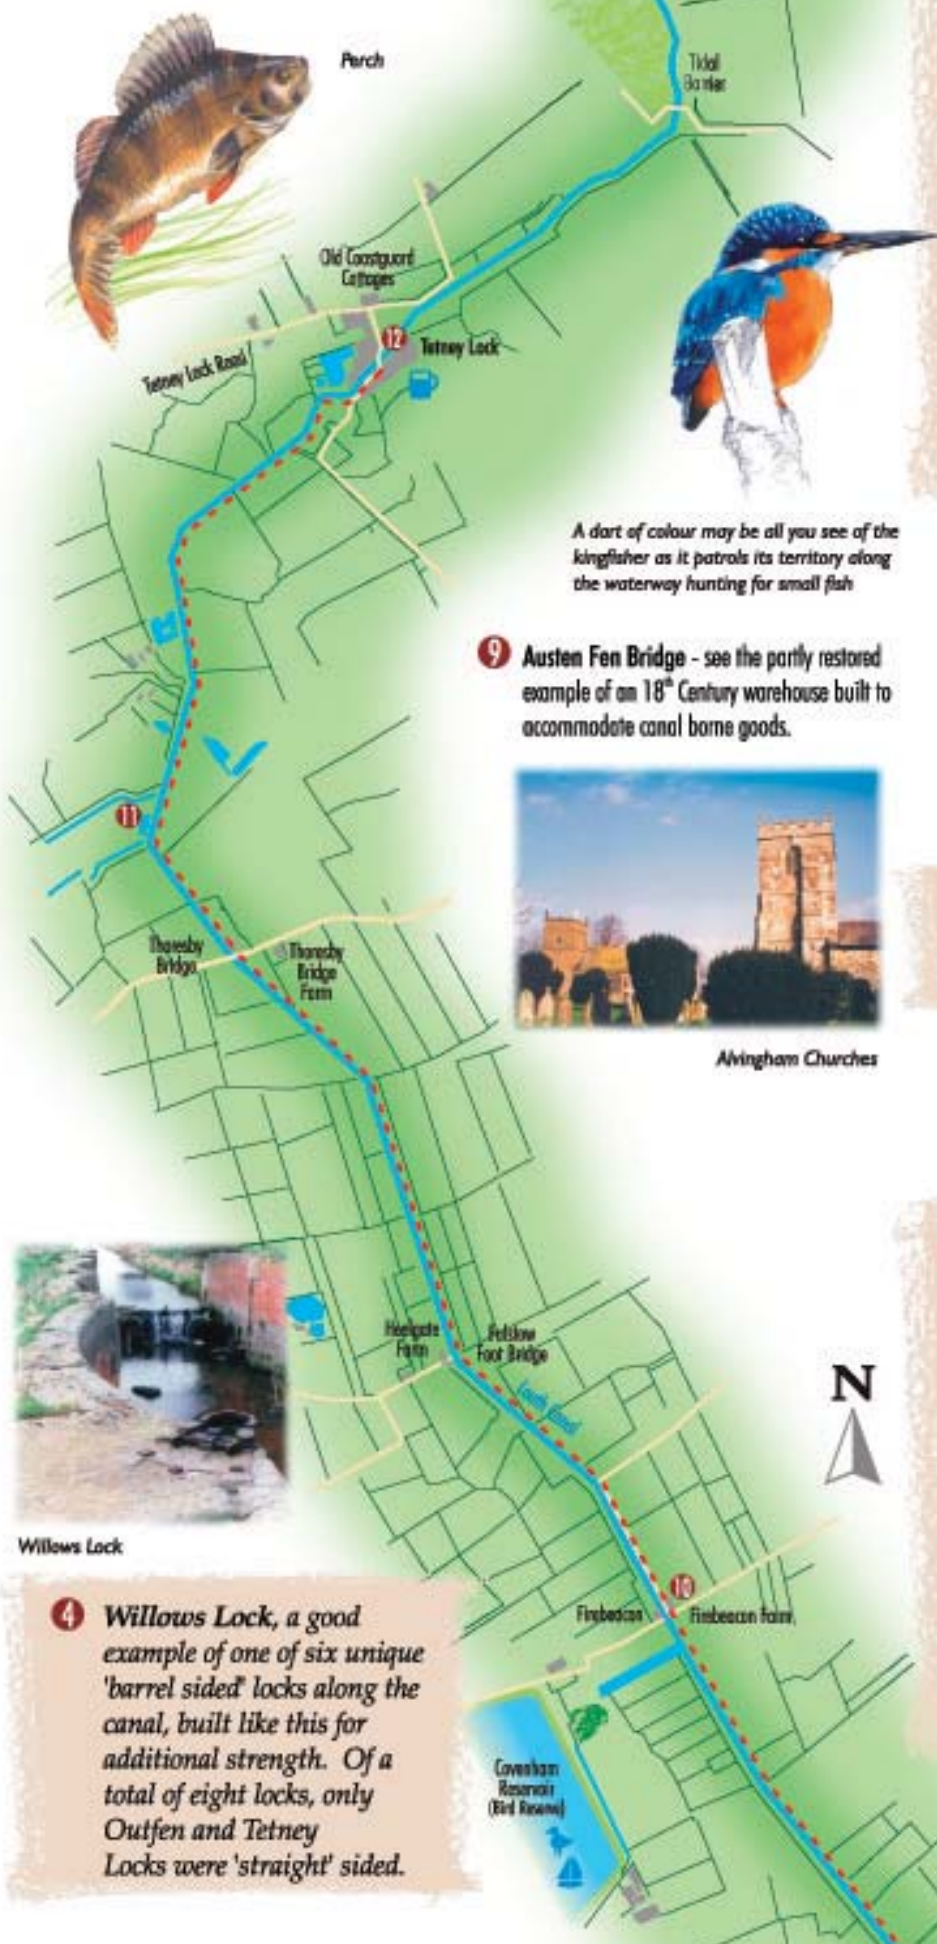 Perch
Tidal
Barrier
Old Coastguard
Cottages
12
Tetney Lock
Tetney Lock Road
A dart of colour may be all you see of the
kingfisher as it patrols its territory along
the waterway hunting for small fish
9 Austen Fen Bridge - see the partly restored
example of an 18th Century warehouse built to
accommodate canal borne goods.
11
Thoresby
Bridge
Thoresby
Bridge
Farm
Alvingham Churches
Heelgate
Farm
Folslow
Foot Bridge
Louth Canal
N
Willows Lock
10
Firebeacon
Firebeacon Farm
4 Willows Lock, a good
example of one of six unique
'barrel sided' locks along the
canal, built like this for
additional strength. Of a
total of eight locks, only
Outfen and Tetney
Locks were 'straight' sided.
Covenham
Reservoir
(Bird Reserve)